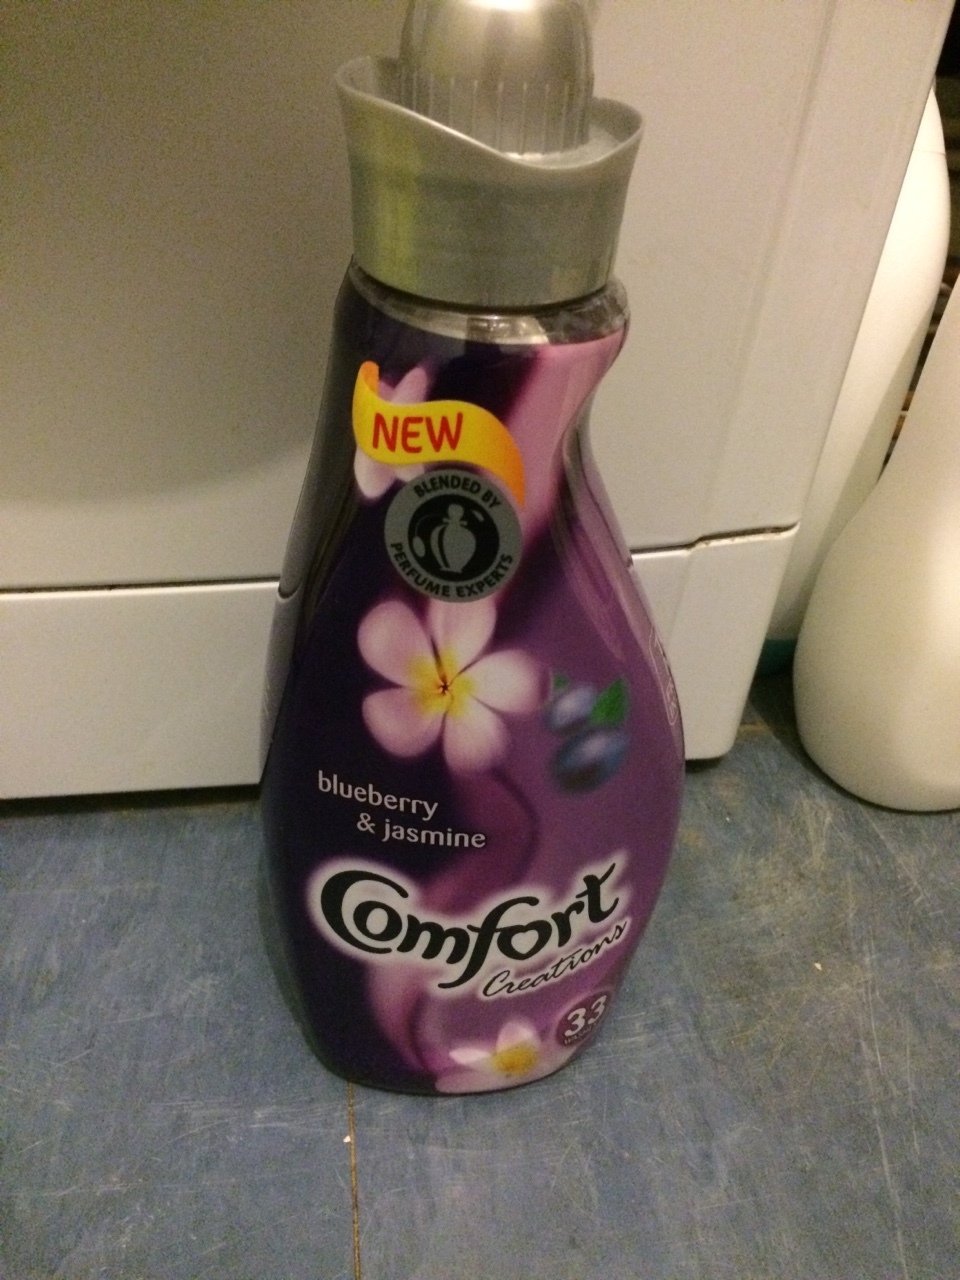 NEW
BLENDED BY
PERFUME EXPERTS
blueberry
& jasmine
Comfort
Creations
33